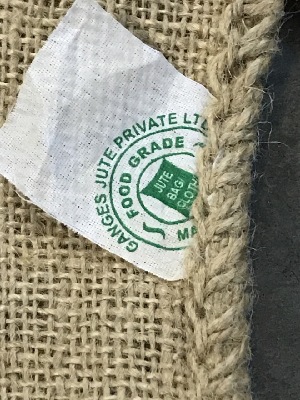 GANGES JUTE PRIVATE LT
FOOD GRADE
JUTE
BAG/
CLOTH
MA